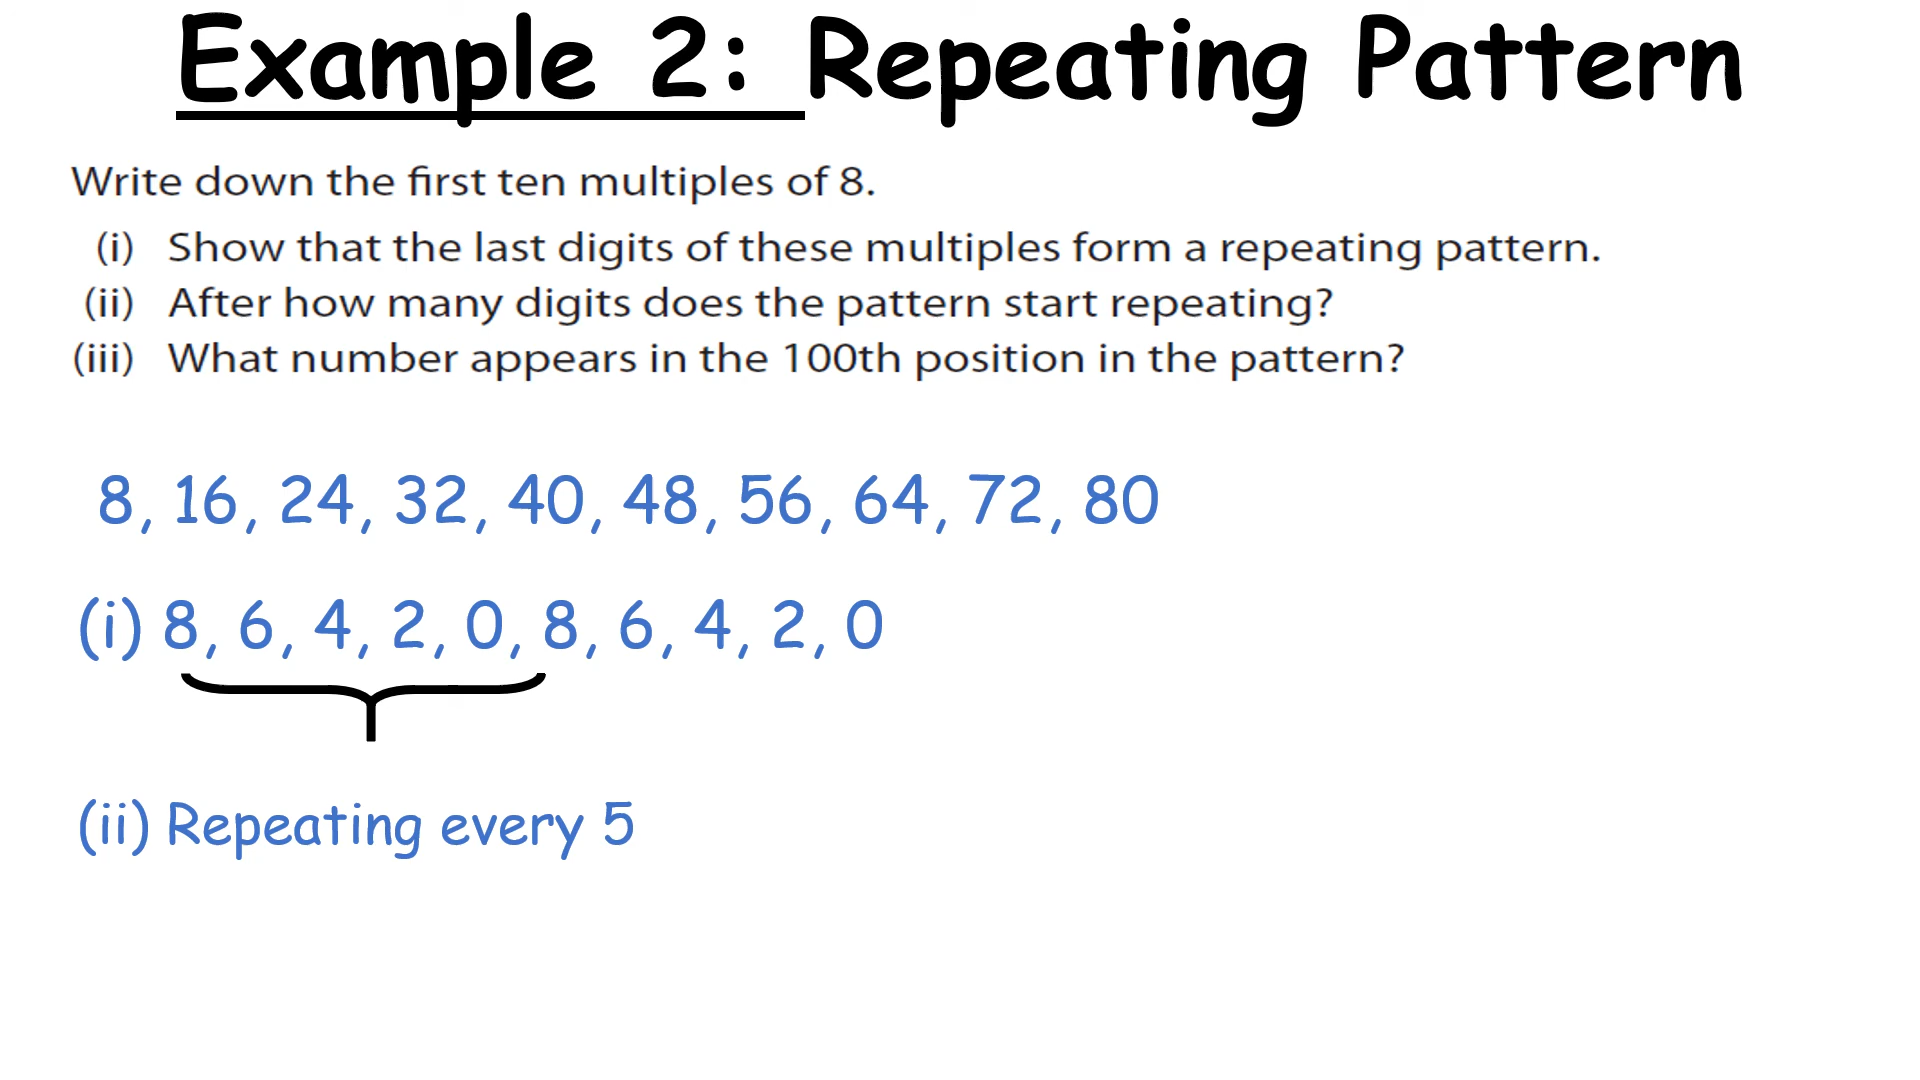 Example 2: Repeating Pattern
Write down the first ten multiples of 8.
(i) Show that the last digits of these multiples form a repeating pattern.
(ii) After how many digits does the pattern start repeating?
(iii) What number appears in the 100th position in the pattern?
8, 16, 24, 32, 40, 48, 56, 64, 72, 80
(i) 8, 6, 4, 2, 0, 8, 6, 4, 2, 0
(ii) Repeating every 5